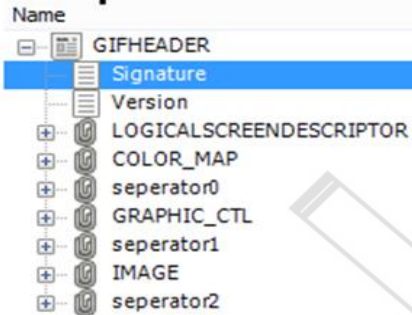 Name
GIFHEADER
Signature
Version
LOGICALSCREENDESCRIPTOR
COLOR_MAP
seperator0
GRAPHIC_CTL
seperator1
IMAGE
seperator2